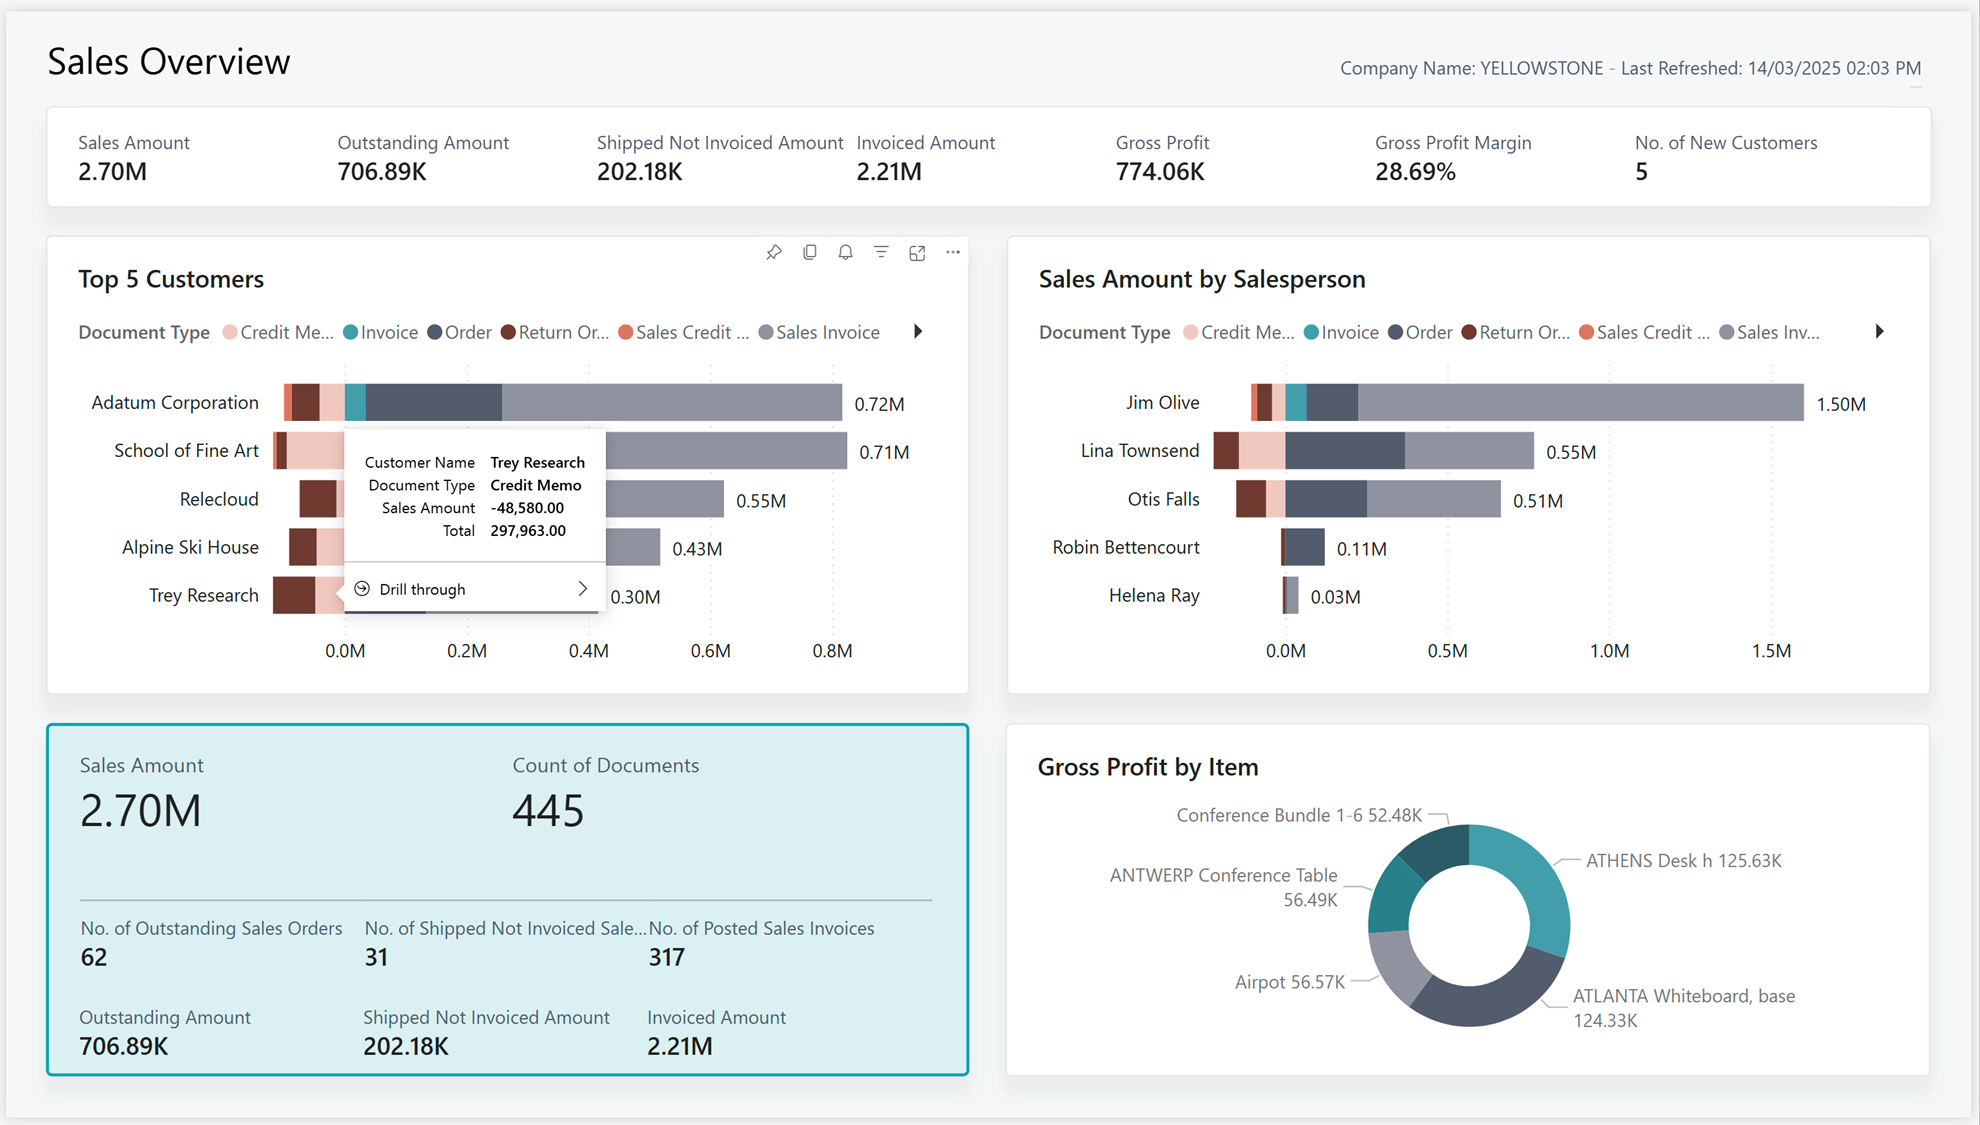 Sales Overview
Company Name: YELLOWSTONE - Last Refreshed: 14/03/2025 02:03 PM
Sales Amount
2.70M
Outstanding Amount
706.89K
Shipped Not Invoiced Amount
202.18K
Invoiced Amount
2.21M
Gross Profit
774.06K
Gross Profit Margin
28.69%
No. of New Customers
5
Top 5 Customers
Document Type Credit Me... Invoice Order Return Or... Sales Credit ... Sales Invoice
Adatum Corporation 0.72M
School of Fine Art 0.71M
Relecloud 0.55M
Alpine Ski House 0.43M
Trey Research 0.30M
0.0M 0.2M 0.4M 0.6M 0.8M
Customer Name Trey Research
Document Type Credit Memo
Sales Amount -48,580.00
Total 297,963.00
Drill through
Sales Amount by Salesperson
Document Type Credit Me... Invoice Order Return Or... Sales Credit ... Sales Inv...
Jim Olive 1.50M
Lina Townsend 0.55M
Otis Falls 0.51M
Robin Bettencourt 0.11M
Helena Ray 0.03M
0.0M 0.5M 1.0M 1.5M
Sales Amount
2.70M
Count of Documents
445
No. of Outstanding Sales Orders
62
No. of Shipped Not Invoiced Sale...
31
No. of Posted Sales Invoices
317
Outstanding Amount
706.89K
Shipped Not Invoiced Amount
202.18K
Invoiced Amount
2.21M
Gross Profit by Item
Conference Bundle 1-6 52.48K
ATHENS Desk h 125.63K
ANTWERP Conference Table
56.49K
Airpot 56.57K
ATLANTA Whiteboard, base
124.33K